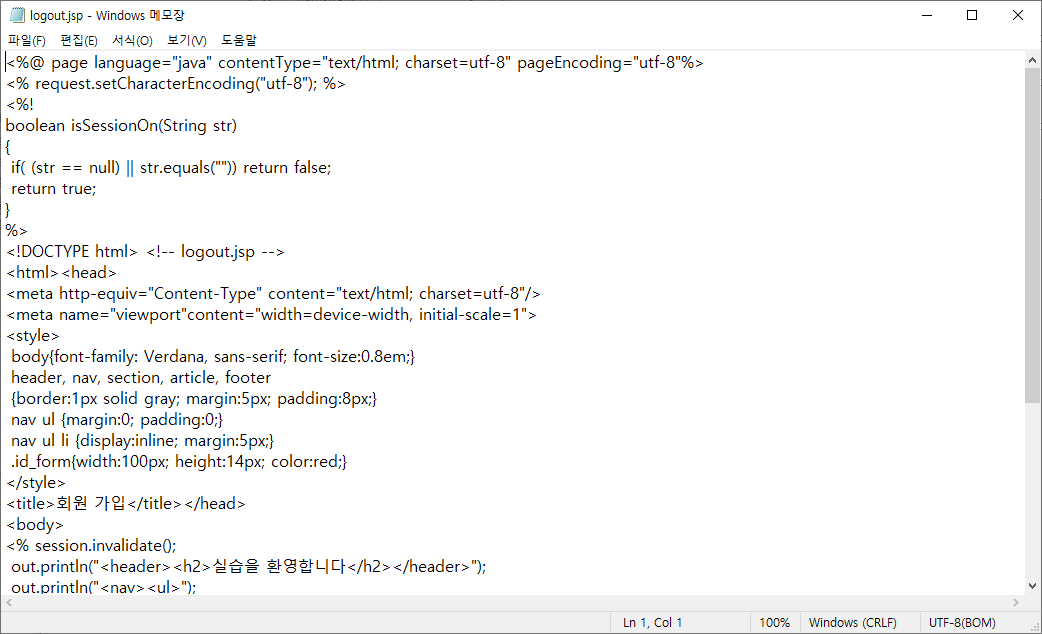 logout.jsp - Windows 메모장
파일(F) 편집(E) 서식(O) 보기(V) 도움말
<%@ page language="java" contentType="text/html; charset=utf-8" pageEncoding="utf-8"%>
<% request.setCharacterEncoding("utf-8"); %>
<%!
boolean isSessionOn(String str)
{
 if( (str == null) || str.equals("")) return false;
 return true;
}
%>
<!DOCTYPE html> <!-- logout.jsp -->
<html><head>
<meta http-equiv="Content-Type" content="text/html; charset=utf-8"/>
<meta name="viewport"content="width=device-width, initial-scale=1">
<style>
 body{font-family: Verdana, sans-serif; font-size:0.8em;}
 header, nav, section, article, footer
 {border:1px solid gray; margin:5px; padding:8px;}
 nav ul {margin:0; padding:0;}
 nav ul li {display:inline; margin:5px;}
 .id_form{width:100px; height:14px; color:red;}
</style>
<title>회원 가입</title></head>
<body>
<% session.invalidate();
 out.println("<header><h2>실습을 환영합니다</h2></header>");
 out.println("<nav><ul>");
Ln 1, Col 1 100% Windows (CRLF) UTF-8(BOM)